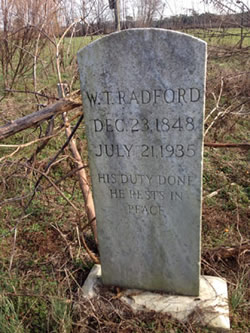 W.T. RADFORD
DEC. 23, 1848
JULY 21, 1935
HIS DUTY DONE
HE RESTS IN
PEACE